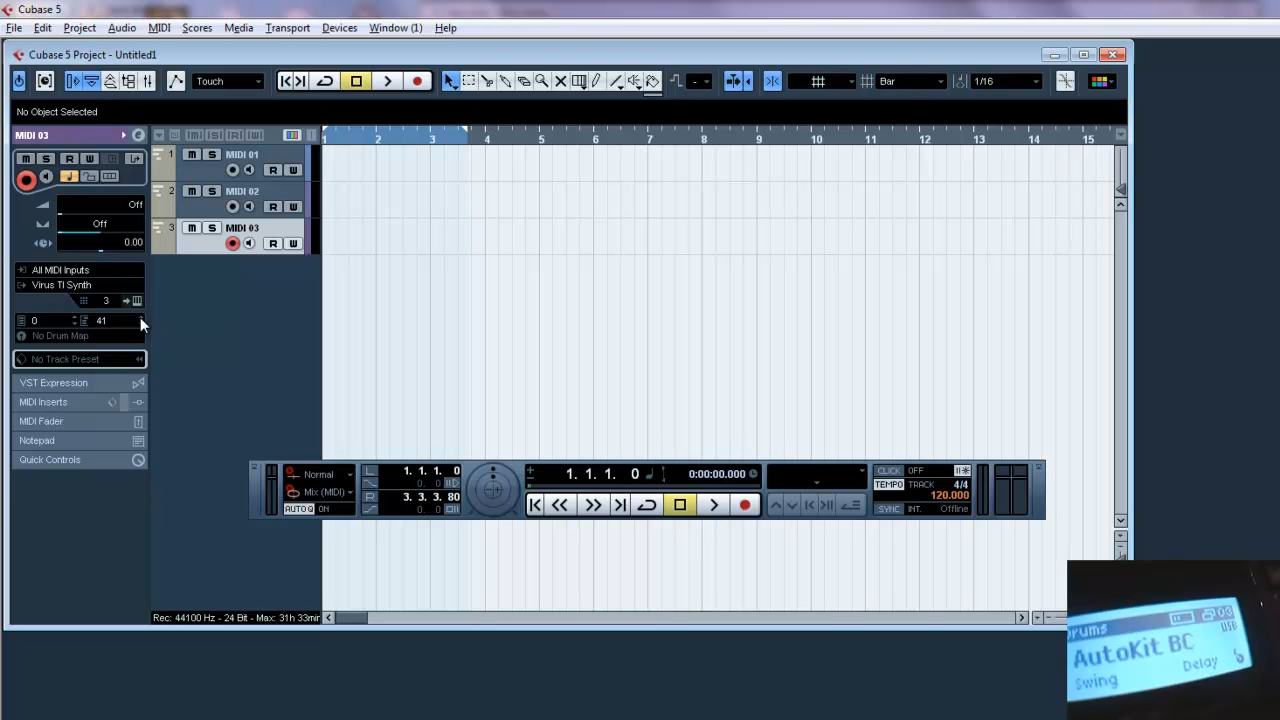 Cubase 5
File Edit Project Audio MIDI Scores Media Transport Devices Window (1) Help
Cubase 5 Project - Untitled1
Touch - Bar 1/16
No Object Selected
MIDI 03 [M] [S] [R] [W] 1 2 3 4 5 6 7 8 9 10 11 12 13 14 15
M S R W
1 M S MIDI 01
R W
2 M S MIDI 02
R W
3 M S MIDI 03
R W
Off
Off
0.00
All MIDI Inputs
Virus TI Synth
3
0 41
No Drum Map
No Track Preset
VST Expression
MIDI Inserts
MIDI Fader
Notepad
Quick Controls
Normal
Mix (MIDI)
AUTO Q ON
L 1. 1. 1. 0
0. 0
R 3. 3. 3. 80
0. 0
1. 1. 1. 0 0:00:00.000
CLICK OFF
TEMPO TRACK 4/4
120.000
SYNC INT. Offline
Rec: 44100 Hz - 24 Bit - Max: 31h 33min
USB
AutoKit BC
Delay
Swing